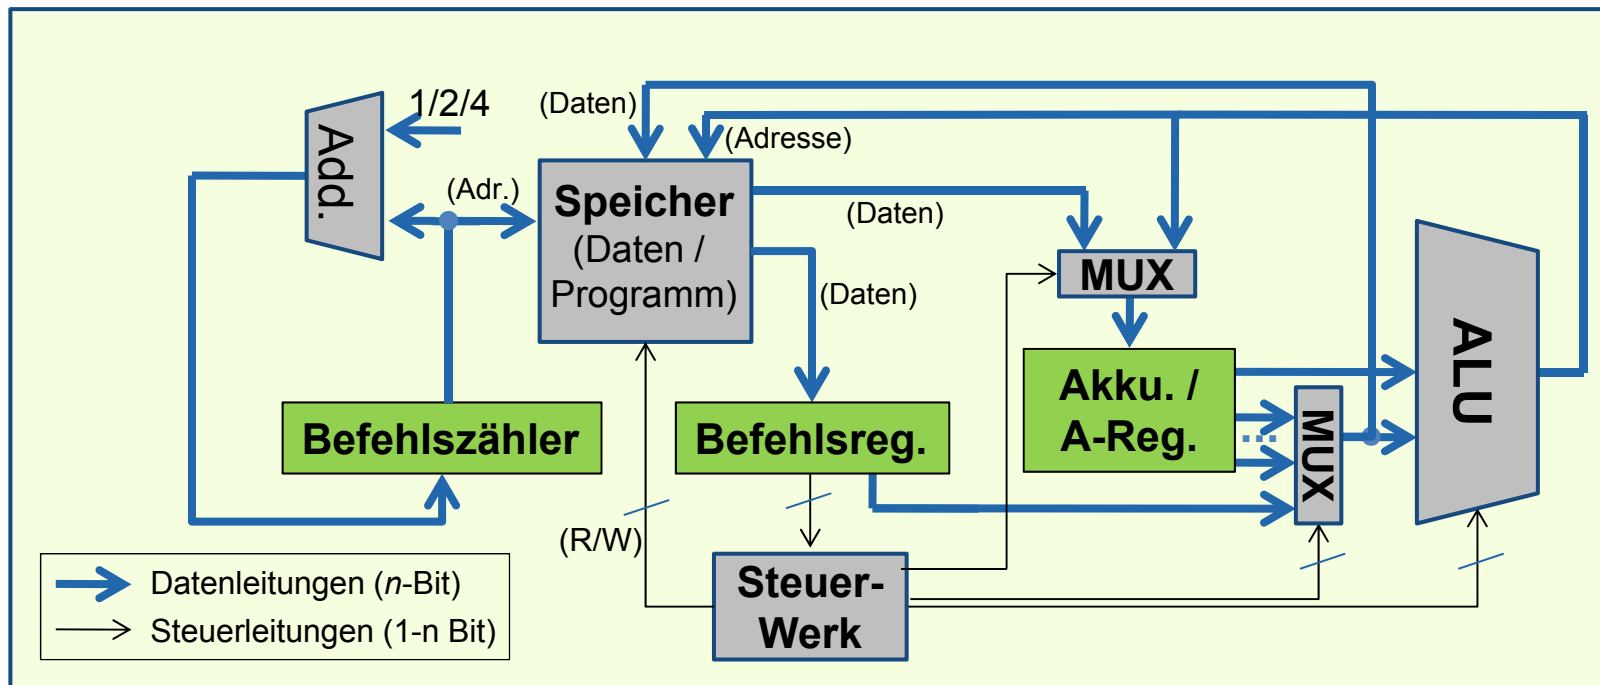 1/2/4
Add.
(Adr.)
(Daten)
(Adresse)
Speicher
(Daten /
Programm)
(Daten)
(Daten)
MUX
ALU
Befehlszähler
Befehlsreg.
Akku. /
A-Reg.
...
MUX
(R/W)
Steuer-
Werk
Datenleitungen (n-Bit)
Steuerleitungen (1-n Bit)